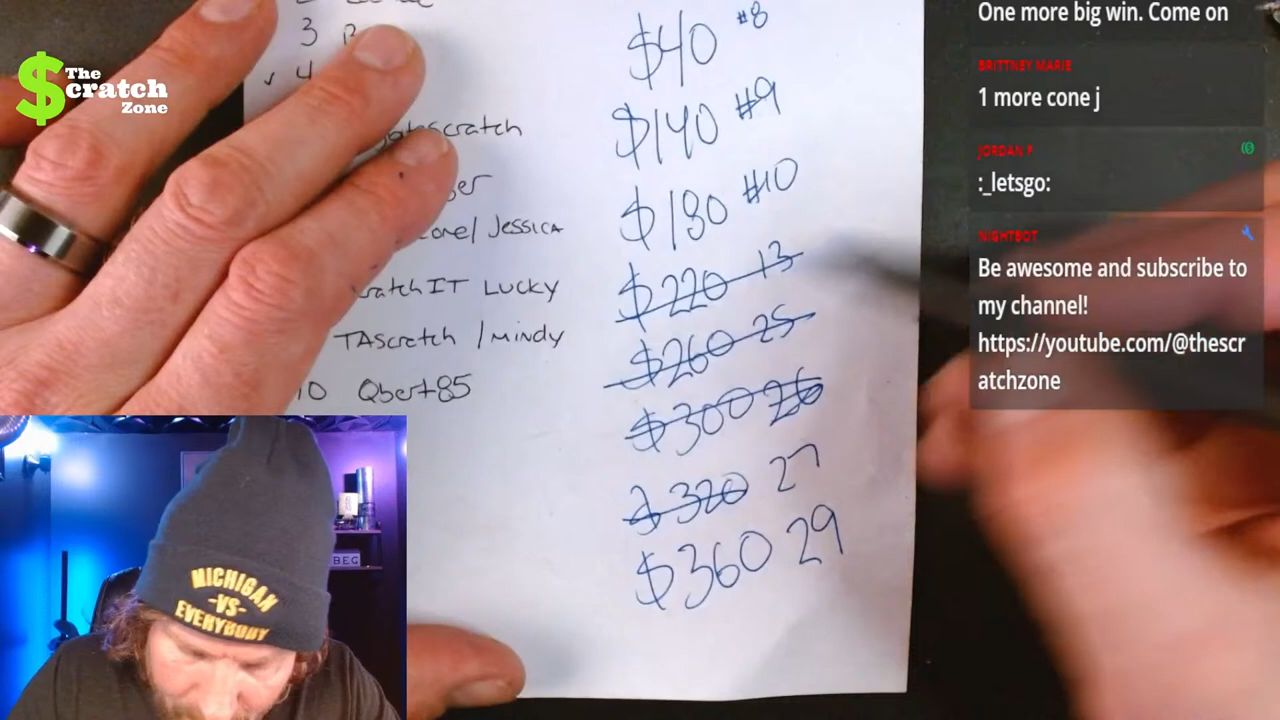 $ The
Scratch
Zone
3
✓ 4
scratch
Jessica
ratchIT Lucky
TAscratch / Mindy
10 Qbert85
$40 #8
$140 #9
$180 #10
$220 13
$260 25
$300 26
$320 27
$360 29
One more big win. Come on
BRITTNEY MARIE
1 more cone j
JORDAN F
:_letsgo:
NIGHTBOT
Be awesome and subscribe to
my channel!
https://youtube.com/@thescr
atchzone
MICHIGAN
-VS-
EVERYBODY
BEC